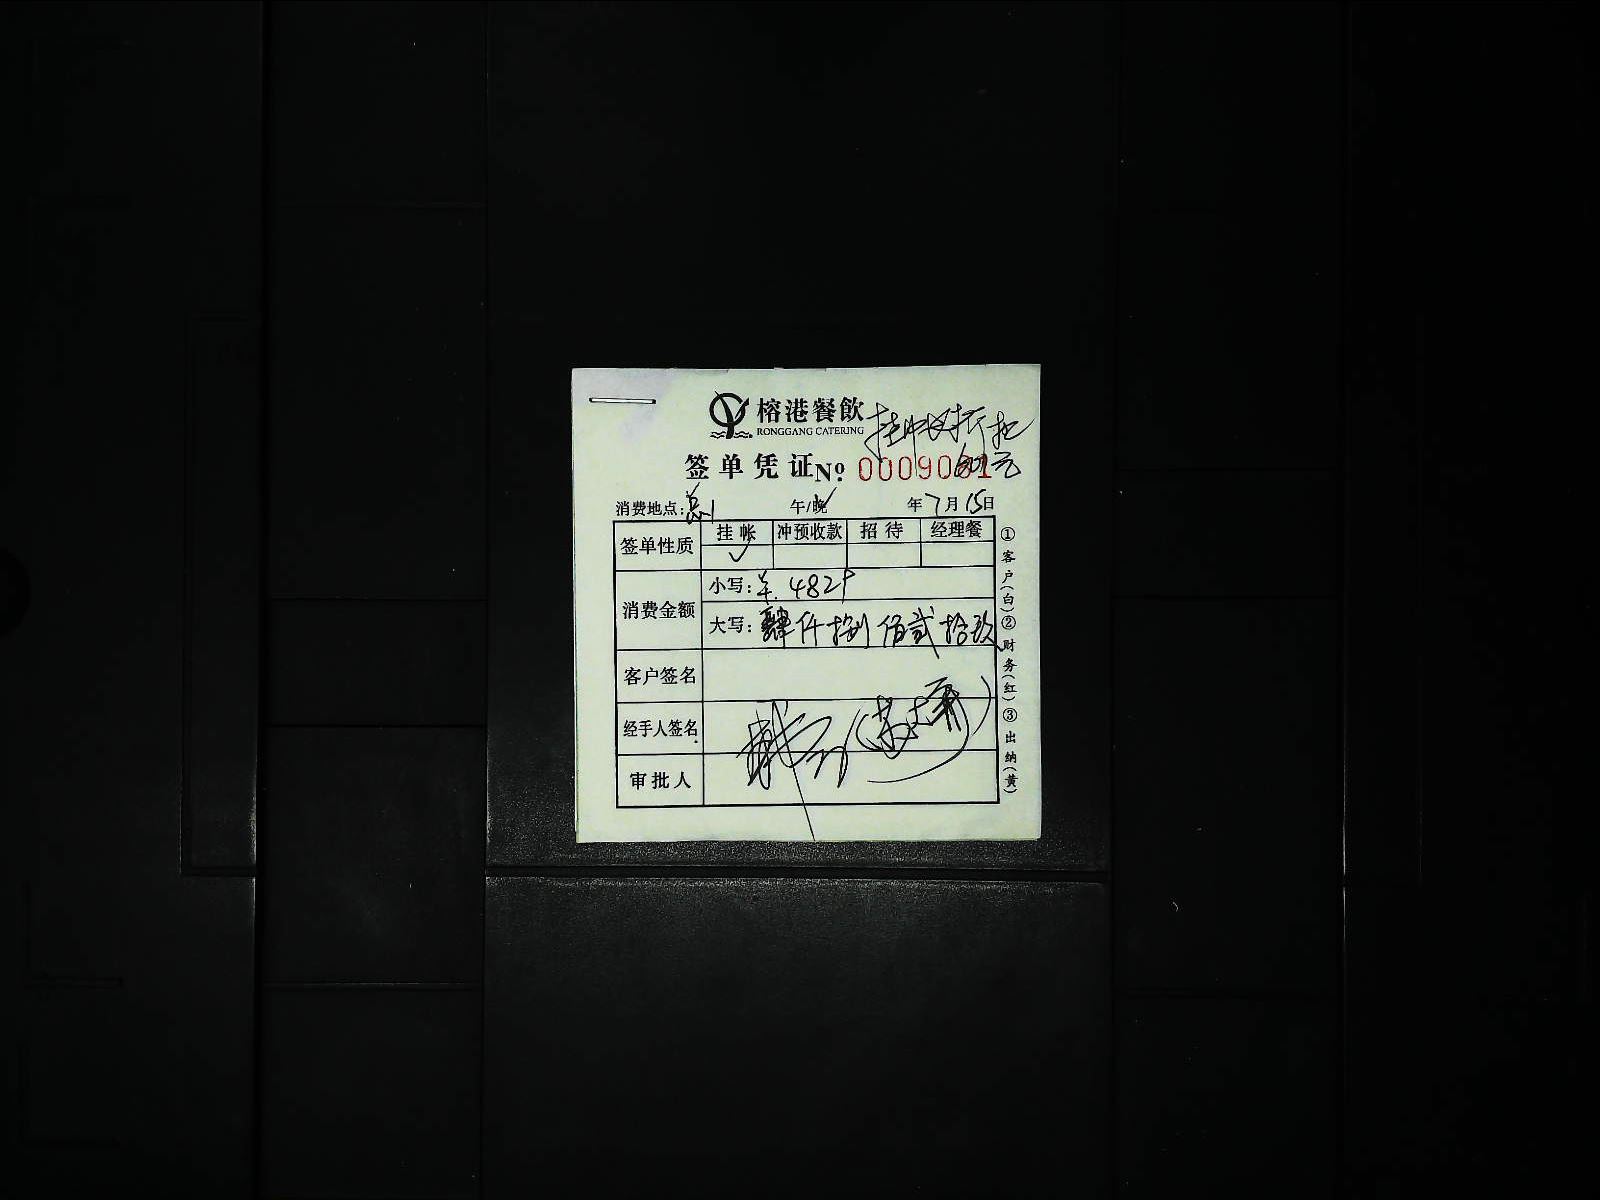 榕港餐飲
RONGGANG CATERING
签单凭证 №
消费地点: 午/晚 年 7 月 15 日
签单性质 挂帐 冲预收款 招待 经理餐
✓
消费金额 小写: ¥. 4829
大写: 肆仟捌佰贰拾玖
客户签名
经手人签名
审批人
①客户(白)②财务(红)③出纳(黄)